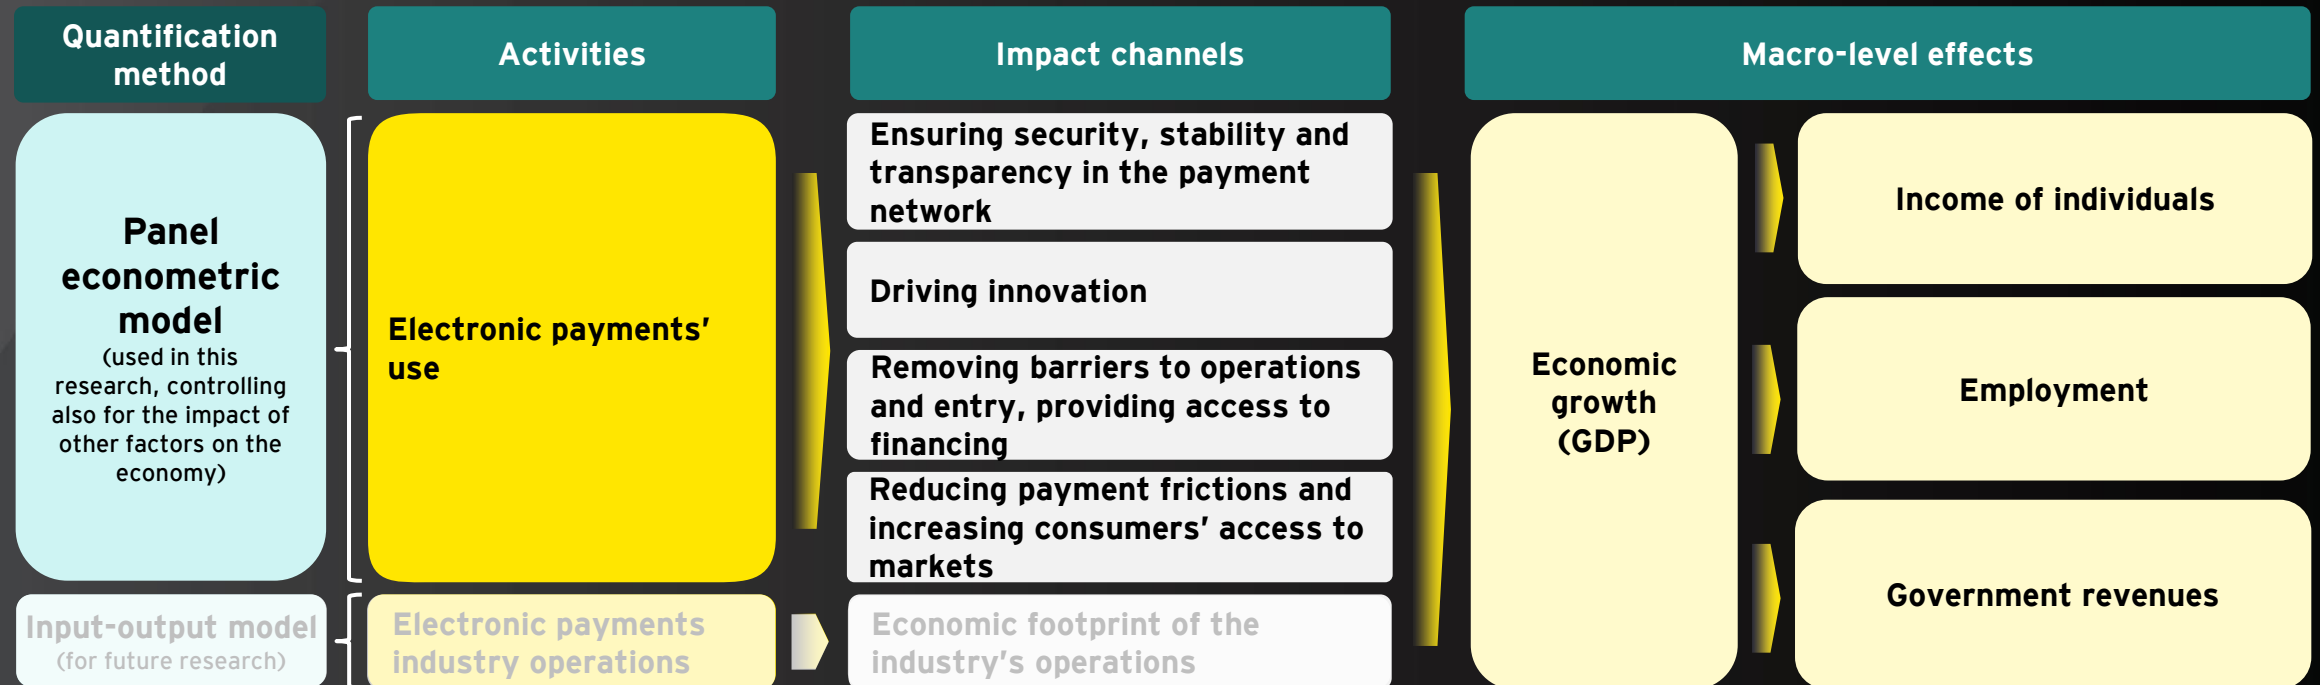 Quantification
method
Activities
Impact channels
Macro-level effects
Panel
econometric
model
(used in this
research, controlling
also for the impact of
other factors on the
economy)
Electronic payments’
use
Ensuring security, stability and
transparency in the payment
network
Driving innovation
Removing barriers to operations
and entry, providing access to
financing
Reducing payment frictions and
increasing consumers’ access to
markets
Economic
growth
(GDP)
Income of individuals
Employment
Government revenues
Input-output model
(for future research)
Electronic payments
industry operations
Economic footprint of the
industry’s operations